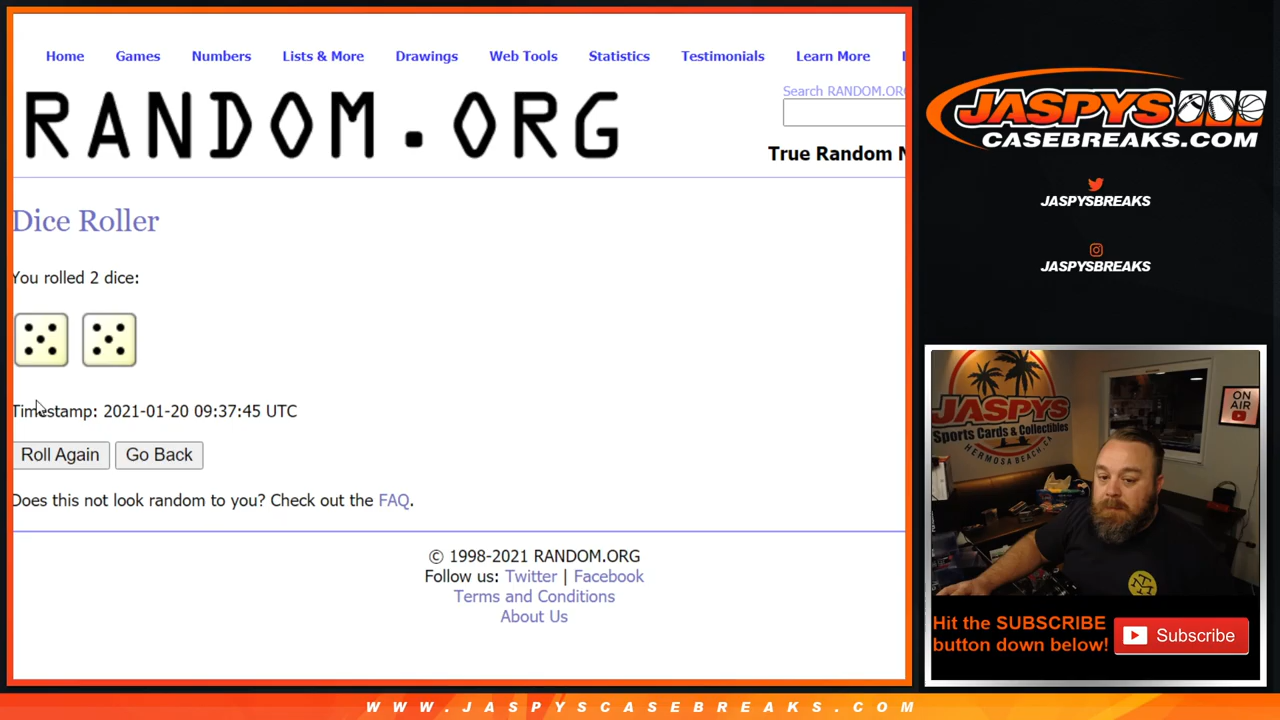 Home Games Numbers Lists & More Drawings Web Tools Statistics Testimonials Learn More
RANDOM.ORG
Search RANDOM.ORG
True Random N
Dice Roller
You rolled 2 dice:
Timestamp: 2021-01-20 09:37:45 UTC
Roll Again Go Back
Does this not look random to you? Check out the FAQ.
© 1998-2021 RANDOM.ORG
Follow us: Twitter | Facebook
Terms and Conditions
About Us
JASPYS
CASEBREAKS.COM
JASPYSBREAKS
JASPYSBREAKS
JASPYS
Sports Cards & Collectibles
HERMOSA BEACH, CA
ON AIR
Hit the SUBSCRIBE
button down below!
Subscribe
WWW.JASPYSCASEBREAKS.COM